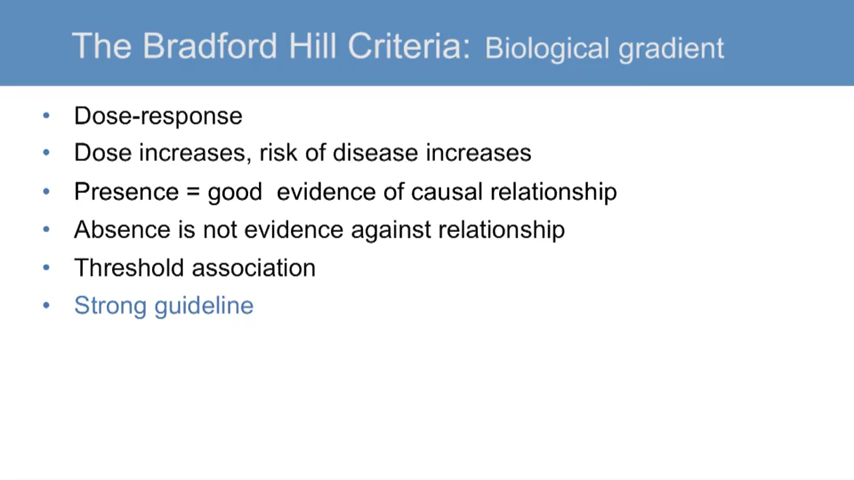 The Bradford Hill Criteria: Biological gradient
• Dose-response
• Dose increases, risk of disease increases
• Presence = good evidence of causal relationship
• Absence is not evidence against relationship
• Threshold association
• Strong guideline